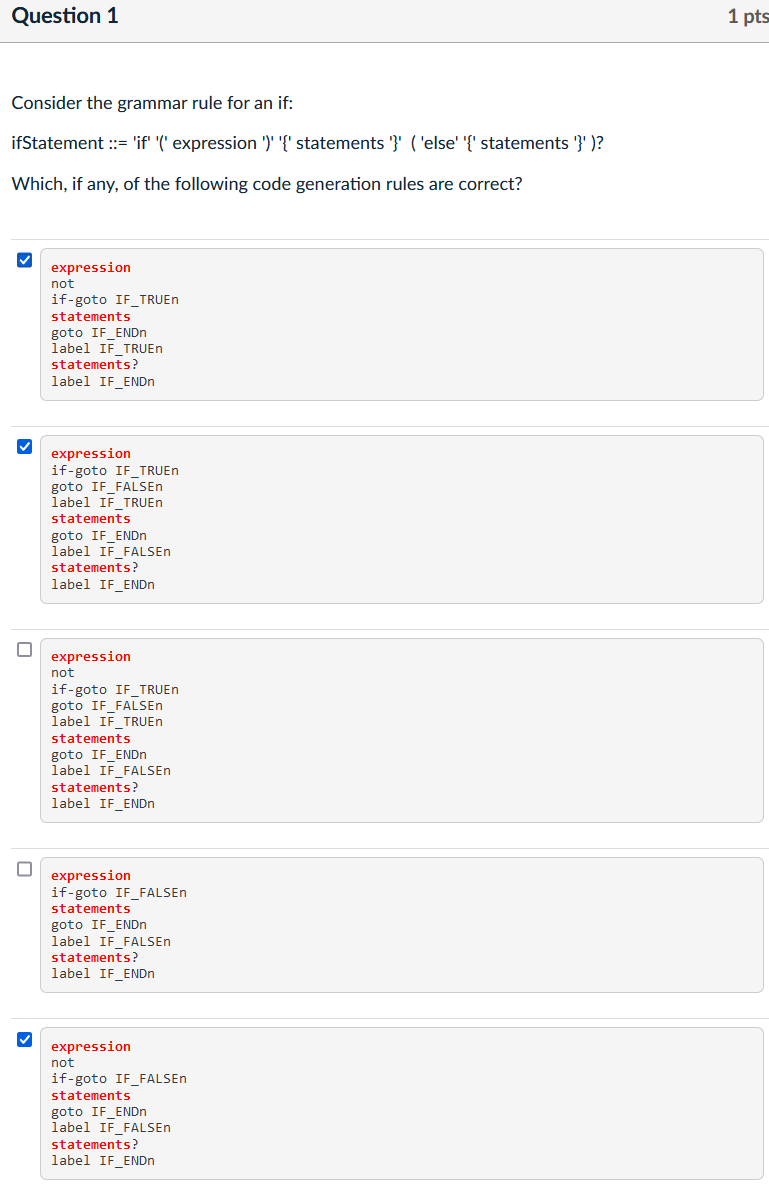 Question 1
1 pts
Consider the grammar rule for an if:
ifStatement ::= 'if' '(' expression ')' '{' statements '}'  ( 'else' '{' statements '}' )?
Which, if any, of the following code generation rules are correct?
expression
not
if-goto IF_TRUEn
statements
goto IF_ENDn
label IF_TRUEn
statements?
label IF_ENDn
expression
if-goto IF_TRUEn
goto IF_FALSEn
label IF_TRUEn
statements
goto IF_ENDn
label IF_FALSEn
statements?
label IF_ENDn
expression
not
if-goto IF_TRUEn
goto IF_FALSEn
label IF_TRUEn
statements
goto IF_ENDn
label IF_FALSEn
statements?
label IF_ENDn
expression
if-goto IF_FALSEn
statements
goto IF_ENDn
label IF_FALSEn
statements?
label IF_ENDn
expression
not
if-goto IF_FALSEn
statements
goto IF_ENDn
label IF_FALSEn
statements?
label IF_ENDn